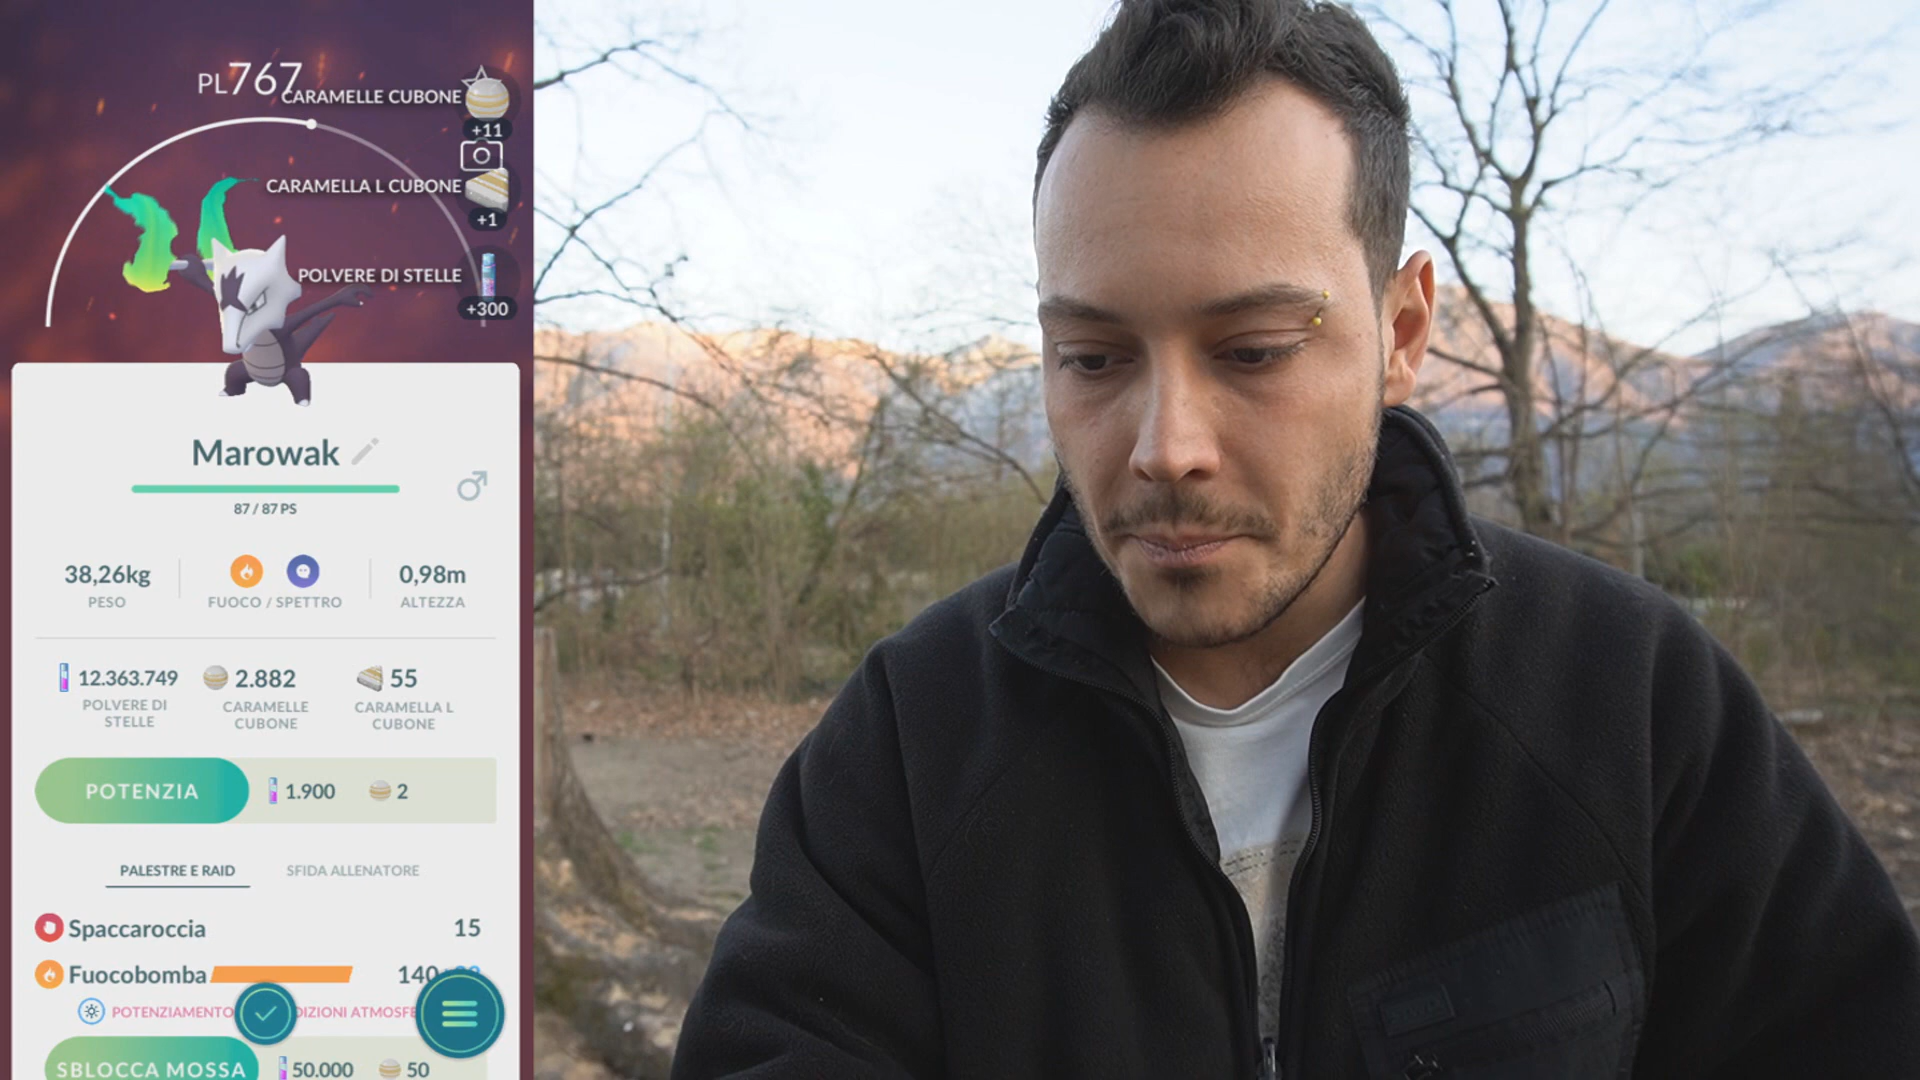 PL767
CARAMELLE CUBONE
+11
CARAMELLA L CUBONE
+1
POLVERE DI STELLE
+300
Marowak
87 / 87 PS
38,26kg
PESO
FUOCO / SPETTRO
0,98m
ALTEZZA
12.363.749
POLVERE DI
STELLE
2.882
CARAMELLE
CUBONE
55
CARAMELLA L
CUBONE
POTENZIA
1.900
2
PALESTRE E RAID
SFIDA ALLENATORE
Spaccaroccia
15
Fuocobomba
140
POTENZIAMENTO
SBLOCCA MOSSA
50.000
50